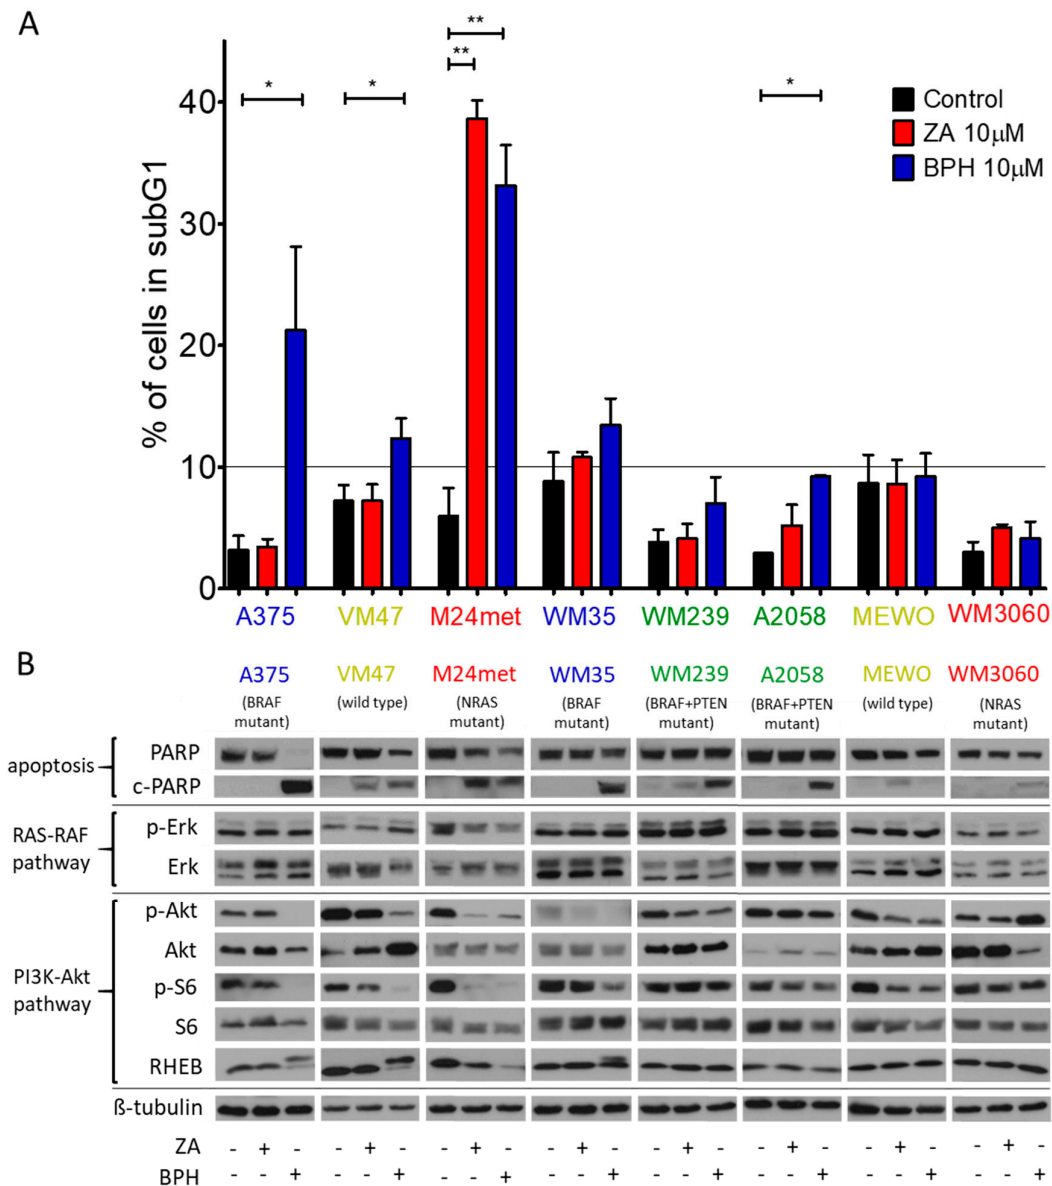 A
**
**
*
*
*
40
30
20
10
0
% of cells in subG1
Control
ZA 10μM
BPH 10μM
A375 VM47 M24met WM35 WM239 A2058 MEWO WM3060
B
A375 VM47 M24met WM35 WM239 A2058 MEWO WM3060
(BRAF mutant) (wild type) (NRAS mutant) (BRAF mutant) (BRAF+PTEN mutant) (BRAF+PTEN mutant) (wild type) (NRAS mutant)
apoptosis
PARP
c-PARP
RAS-RAF
pathway
p-Erk
Erk
PI3K-Akt
pathway
p-Akt
Akt
p-S6
S6
RHEB
ß-tubulin
ZA - + - - + - - + - - + - - + - - + - - + - - + -
BPH - - + - - + - - + - - + - - + - - + - - + - - +